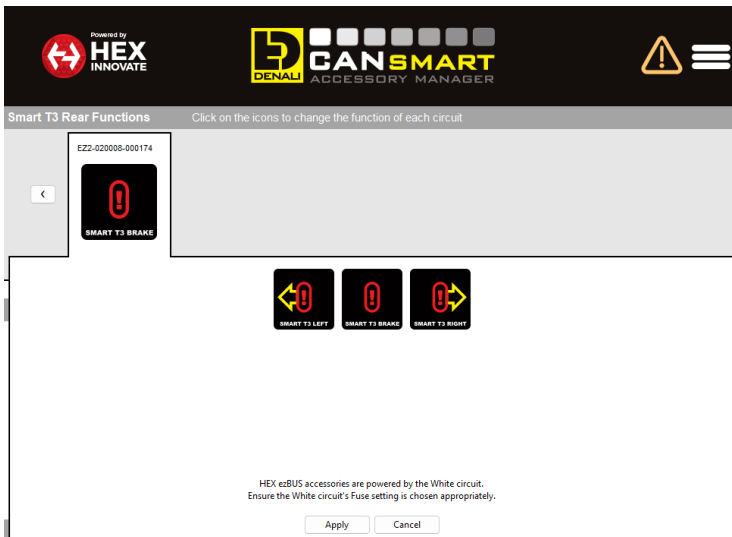 Powered by
HEX
INNOVATE
DENALI
CANSMART
ACCESSORY MANAGER
Smart T3 Rear Functions
Click on the icons to change the function of each circuit
EZ2-020008-000174
SMART T3 BRAKE
SMART T3 LEFT
SMART T3 BRAKE
SMART T3 RIGHT
HEX ezBUS accessories are powered by the White circuit.
Ensure the White circuit's Fuse setting is chosen appropriately.
Apply
Cancel